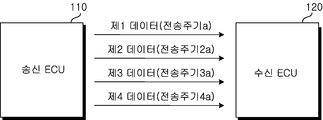 110
120
제1 데이터(전송주기a)
제2 데이터(전송주기2a)
송신 ECU
수신 ECU
제3 데이터(전송주기3a)
제4 데이터(전송주기4a)